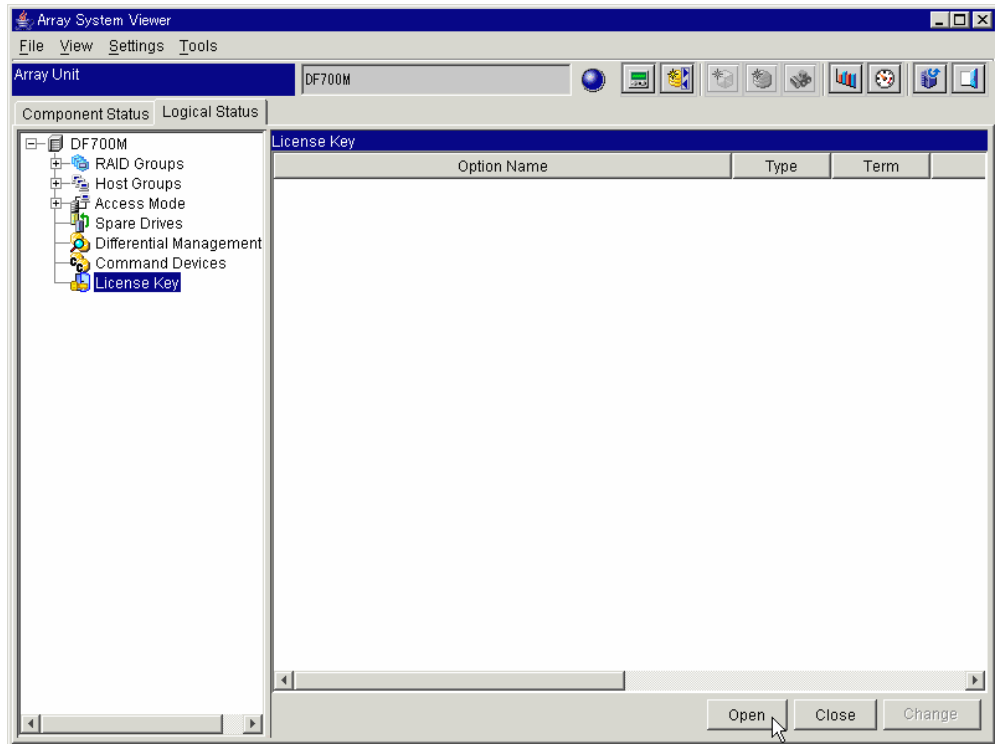 Array System Viewer
File View Settings Tools
Array Unit DF700M
Component Status Logical Status
DF700M
RAID Groups
Host Groups
Access Mode
Spare Drives
Differential Management
Command Devices
License Key
License Key
Option Name Type Term
Open Close Change